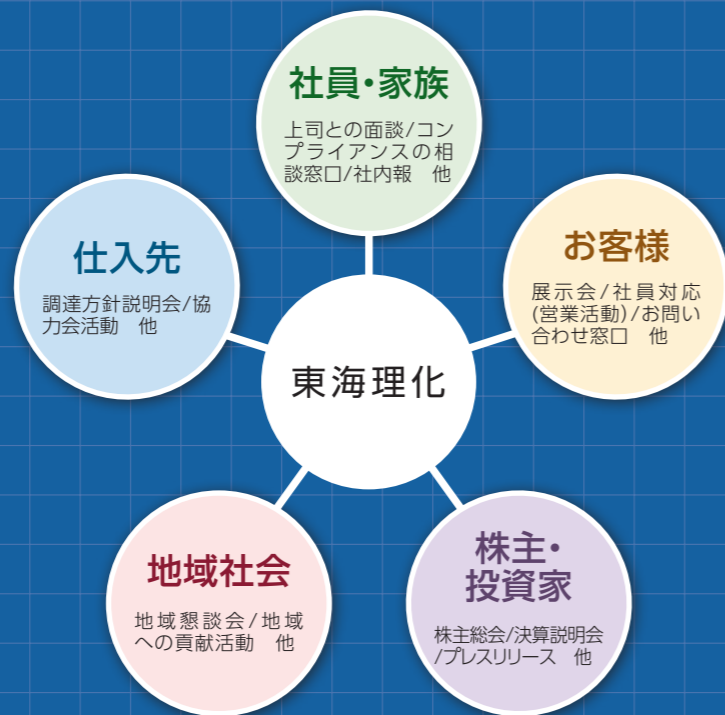 社員・家族
上司との面談/コン
プライアンスの相
談窓口/社内報　他
仕入先
調達方針説明会/協
力会活動　他
お客様
展示会/社員対応
(営業活動)/お問い
合わせ窓口　他
東海理化
地域社会
地域懇談会/地域
への貢献活動　他
株主・
投資家
株主総会/決算説明会
/プレスリリース　他